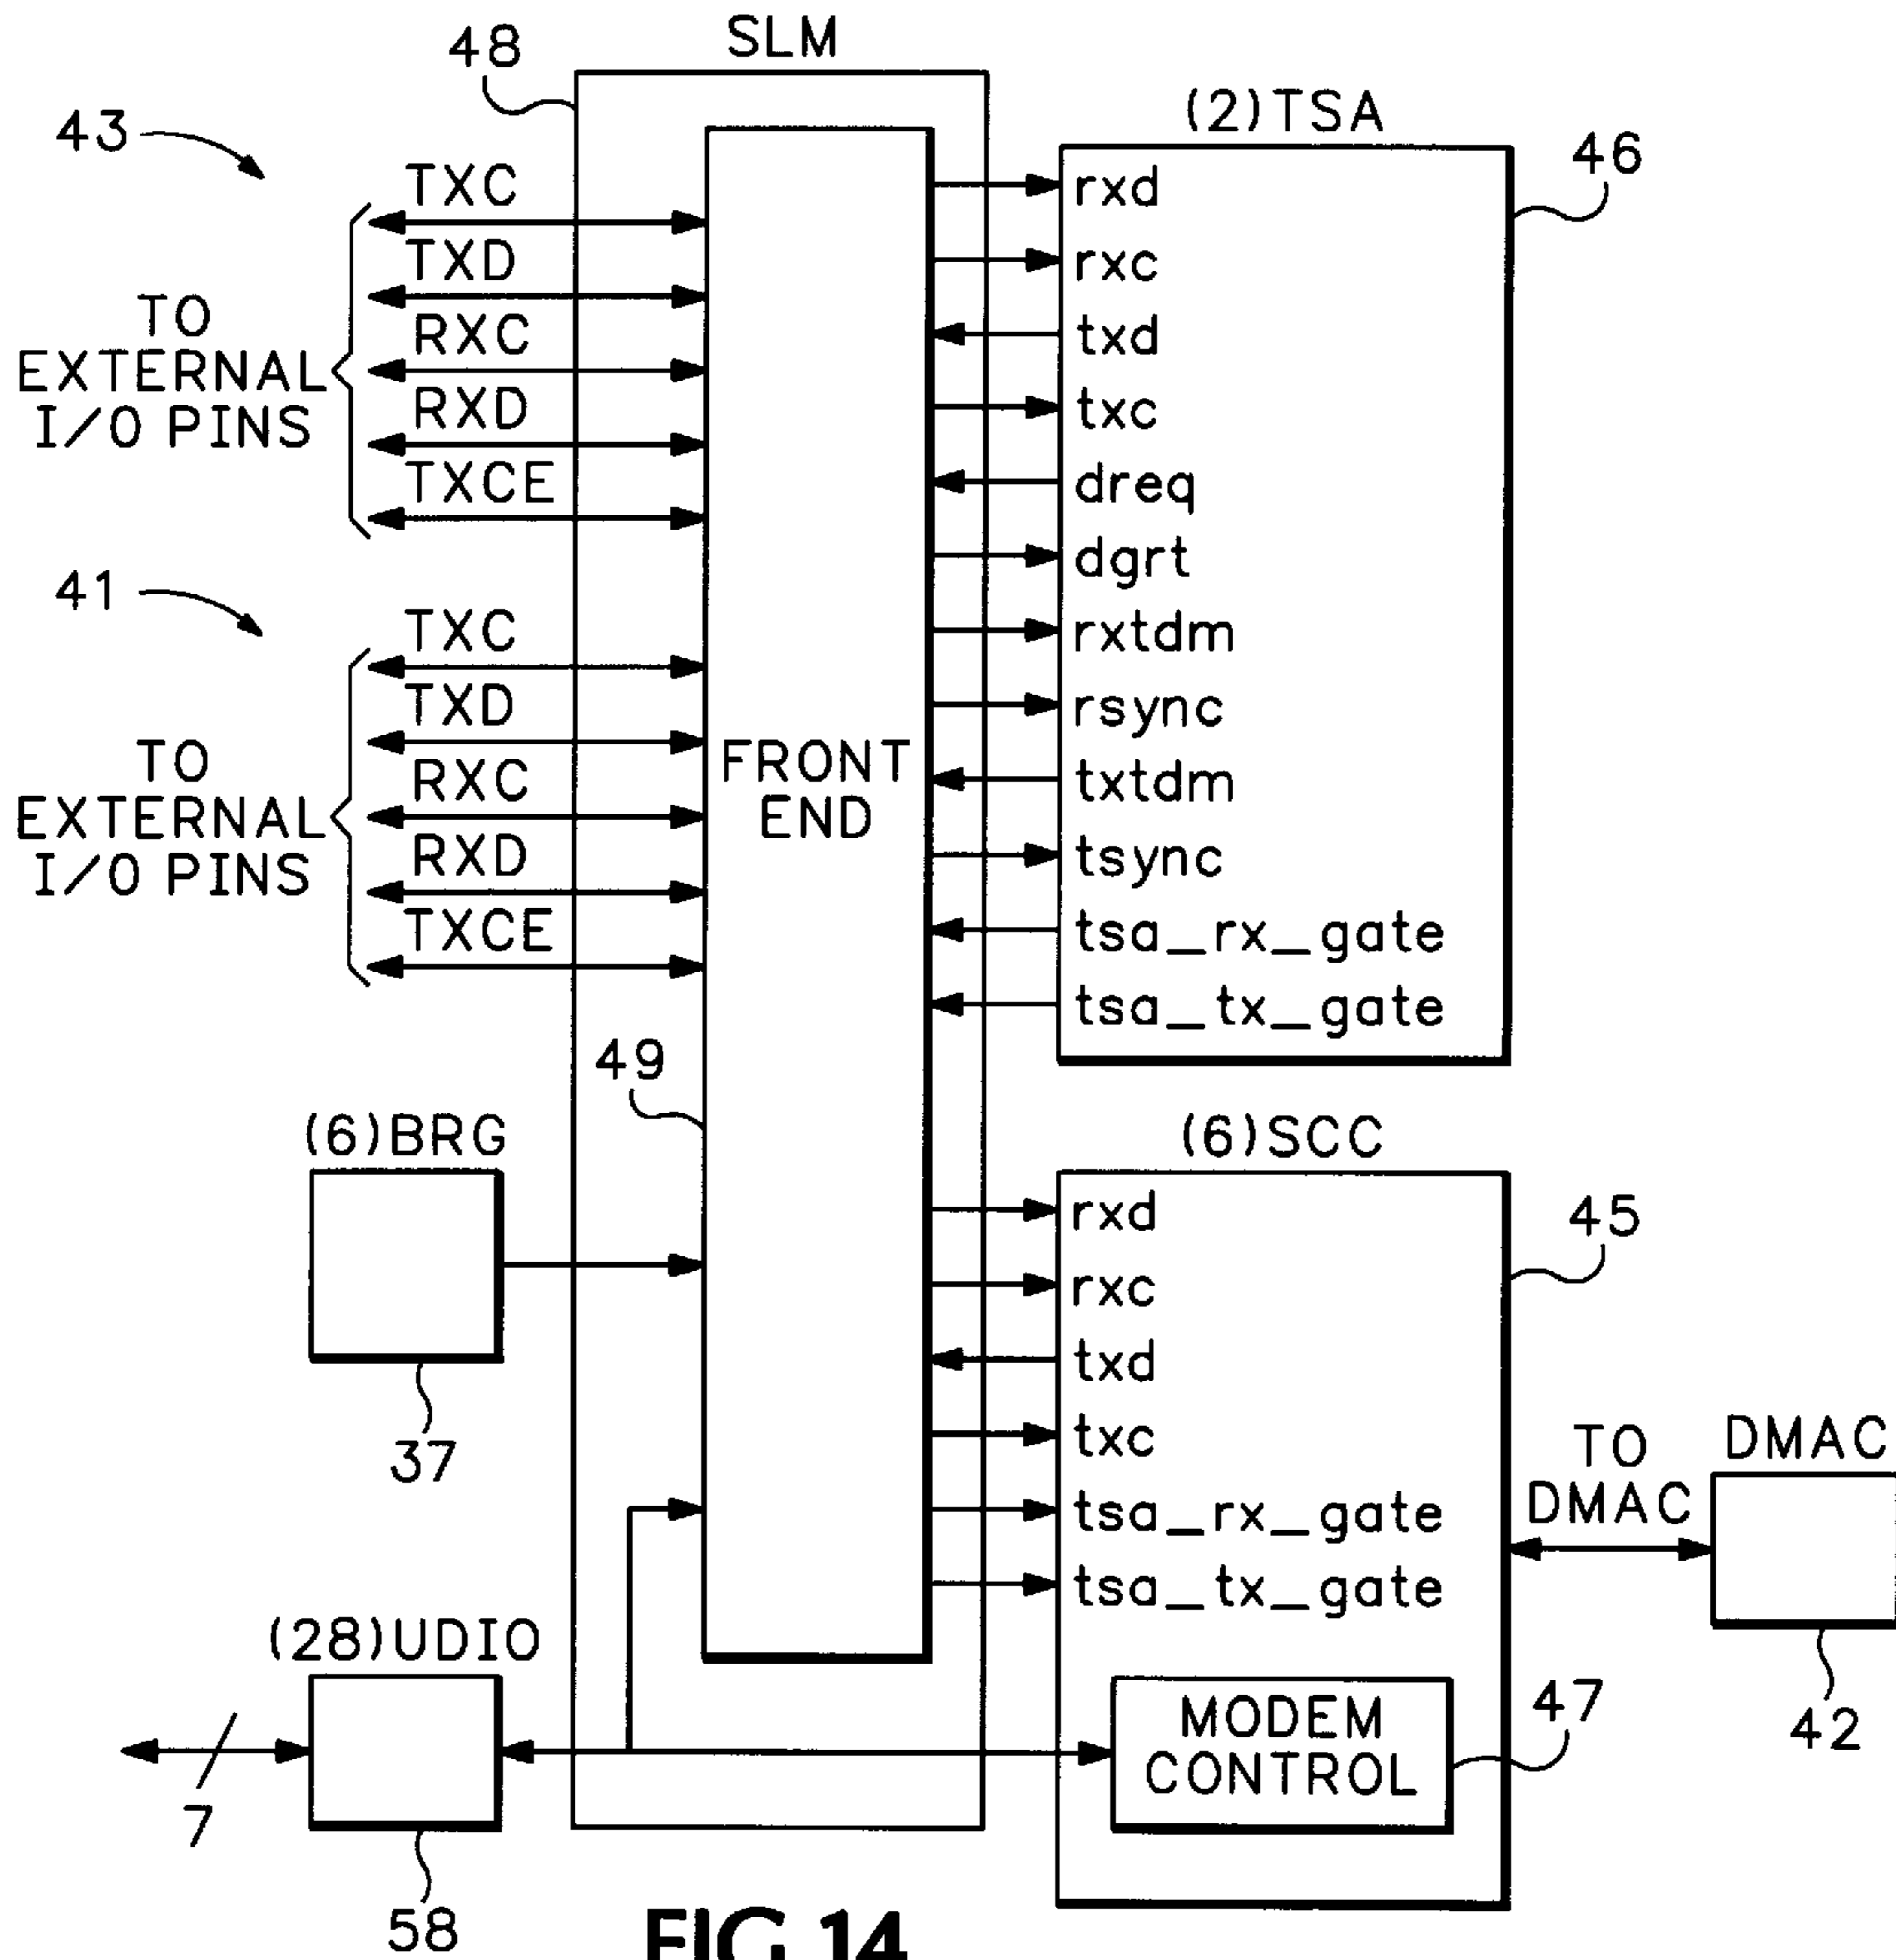 48
SLM
43
(2)TSA
46
TXC
TXD
RXC
RXD
TXCE
TO
EXTERNAL
I/O PINS
41
TXC
TXD
RXC
RXD
TXCE
TO
EXTERNAL
I/O PINS
FRONT
END
rxd
rxc
txd
txc
dreq
dgrt
rxtdm
rsync
txtdm
tsync
tsa_rx_gate
tsa_tx_gate
49
(6)BRG
37
(6)SCC
45
rxd
rxc
txd
txc
tsa_rx_gate
tsa_tx_gate
TO
DMAC
DMAC
42
(28)UDIO
7
58
MODEM
CONTROL
47
FIG.14